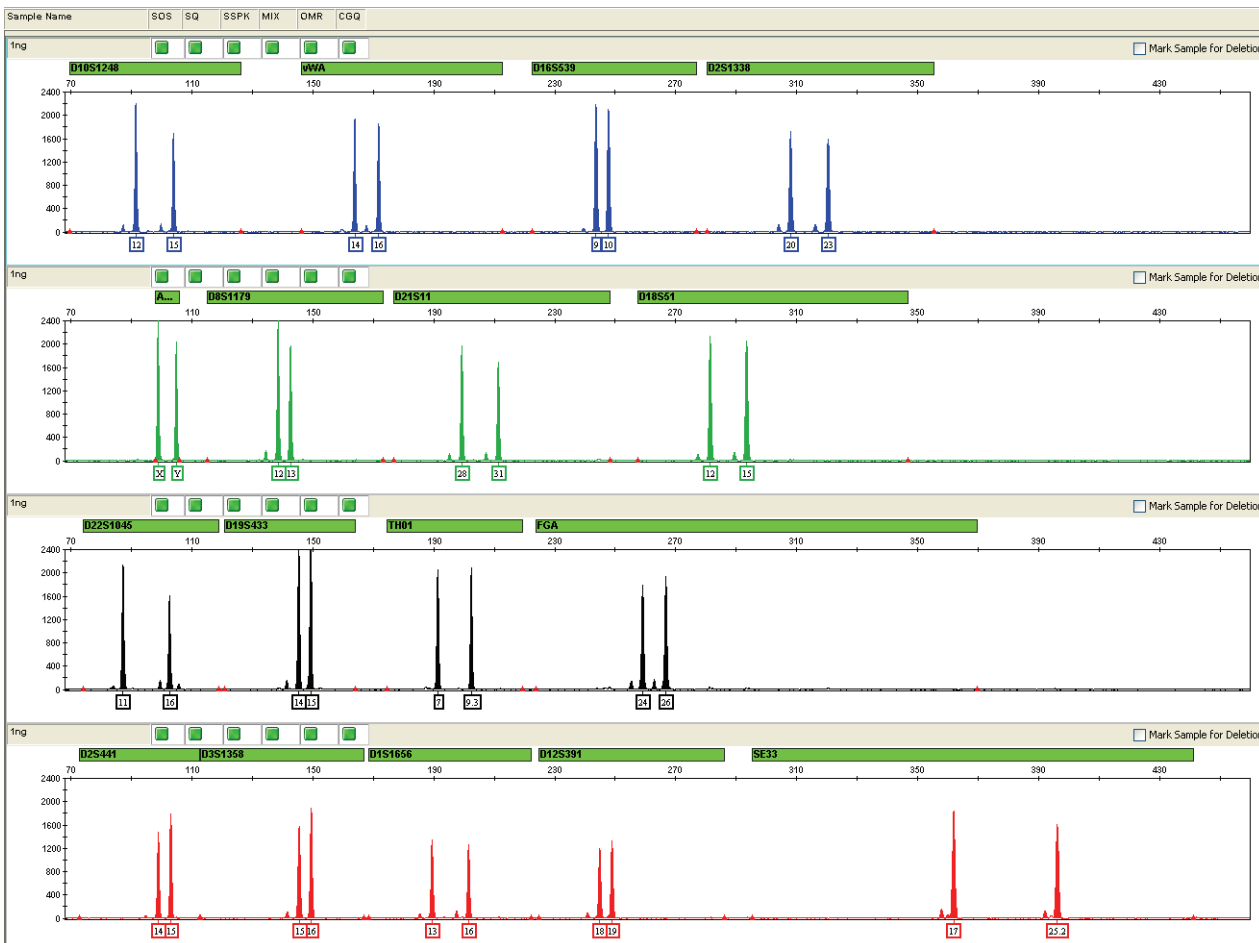 Sample Name SOS SQ SSPK MIX OMR CGQ
1ng Mark Sample for Deletio
D10S1248 vWA D16S539 D2S1338
70 110 150 190 230 270 310 350 390 430
2400
2000
1600
1200
800
400
0
12 15 14 16 9 10 20 23
1ng Mark Sample for Deletio
A... D8S1179 D21S11 D18S51
70 110 150 190 230 270 310 350 390 430
2400
2000
1600
1200
800
400
0
X Y 12 13 28 31 12 15
1ng Mark Sample for Deletio
D22S1045 D19S433 TH01 FGA
70 110 150 190 230 270 310 350 390 430
2400
2000
1600
1200
800
400
0
11 16 14 15 7 9.3 24 26
1ng Mark Sample for Deletio
D2S441 D3S1358 D1S1656 D12S391 SE33
70 110 150 190 230 270 310 350 390 430
2400
2000
1600
1200
800
400
0
14 15 15 16 13 16 18 19 17 25.2